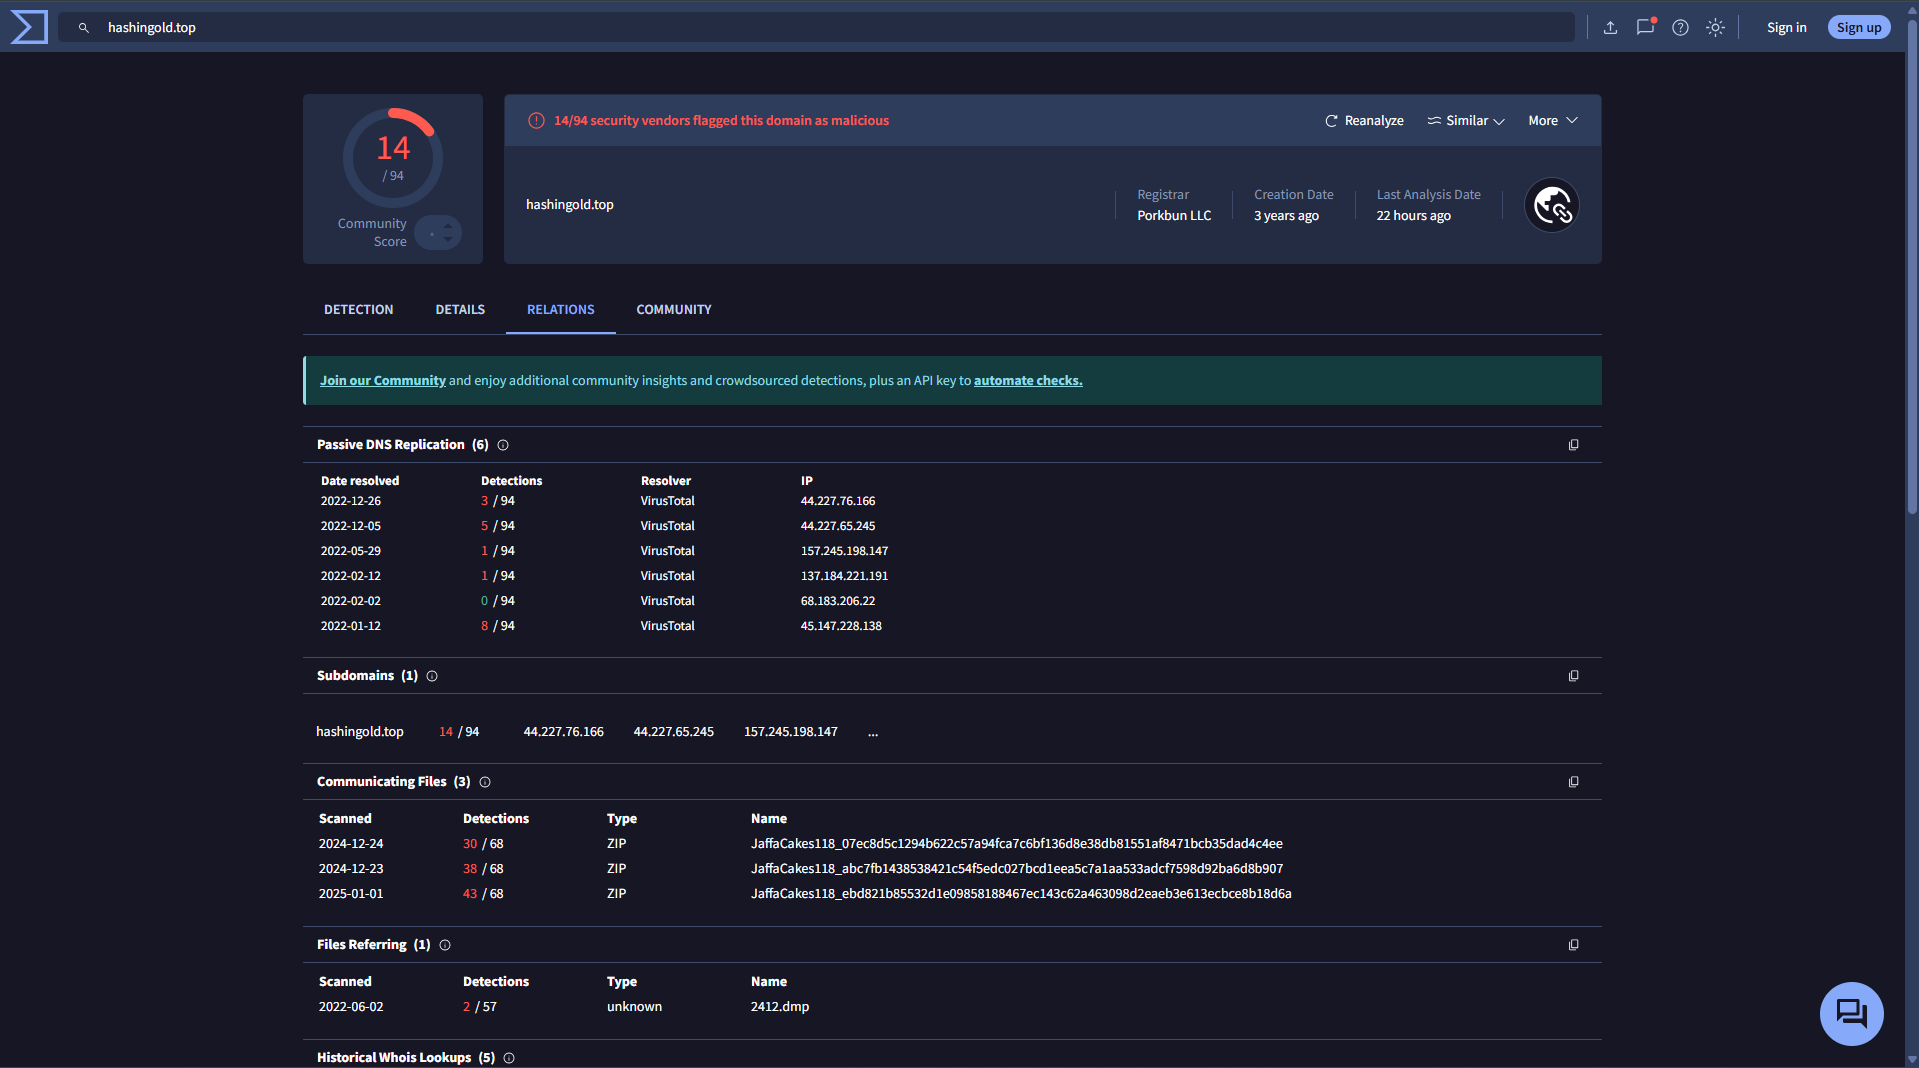 hashingold.top
Sign in
Sign up
14
/ 94
Community
Score
14/94 security vendors flagged this domain as malicious
Reanalyze
Similar
More
hashingold.top
Registrar
Porkbun LLC
Creation Date
3 years ago
Last Analysis Date
22 hours ago
DETECTION DETAILS RELATIONS COMMUNITY
Join our Community and enjoy additional community insights and crowdsourced detections, plus an API key to automate checks.
Passive DNS Replication (6)
Date resolved Detections Resolver IP
2022-12-26 3 / 94 VirusTotal 44.227.76.166
2022-12-05 5 / 94 VirusTotal 44.227.65.245
2022-05-29 1 / 94 VirusTotal 157.245.198.147
2022-02-12 1 / 94 VirusTotal 137.184.221.191
2022-02-02 0 / 94 VirusTotal 68.183.206.22
2022-01-12 8 / 94 VirusTotal 45.147.228.138
Subdomains (1)
hashingold.top 14 / 94 44.227.76.166 44.227.65.245 157.245.198.147 ...
Communicating Files (3)
Scanned Detections Type Name
2024-12-24 30 / 68 ZIP JaffaCakes118_07ec8d5c1294b622c57a94fca7c6bf136d8e38db81551af8471bcb35dad4c4ee
2024-12-23 38 / 68 ZIP JaffaCakes118_abc7fb1438538421c54f5edc027bcd1eea5c7a1aa533adcf7598d92ba6d8b907
2025-01-01 43 / 68 ZIP JaffaCakes118_ebd821b85532d1e09858188467ec143c62a463098d2eaeb3e613ecbce8b18d6a
Files Referring (1)
Scanned Detections Type Name
2022-06-02 2 / 57 unknown 2412.dmp
Historical Whois Lookups (5)